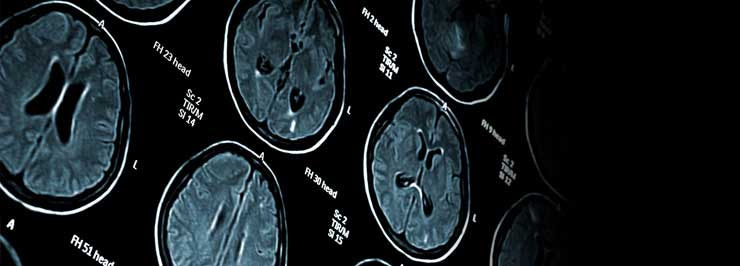 A
FH 23 head
Sc 2
TIR/M
Sl 14
L
A
FH 51 head
A
FH 30 head
Sc 2
TIR/M
Sl 15
L
FH 2 head
Sc 2
TIR/M
Sl 11
A
L
FH 9 head
Sc 2
TIR/M
Sl 12